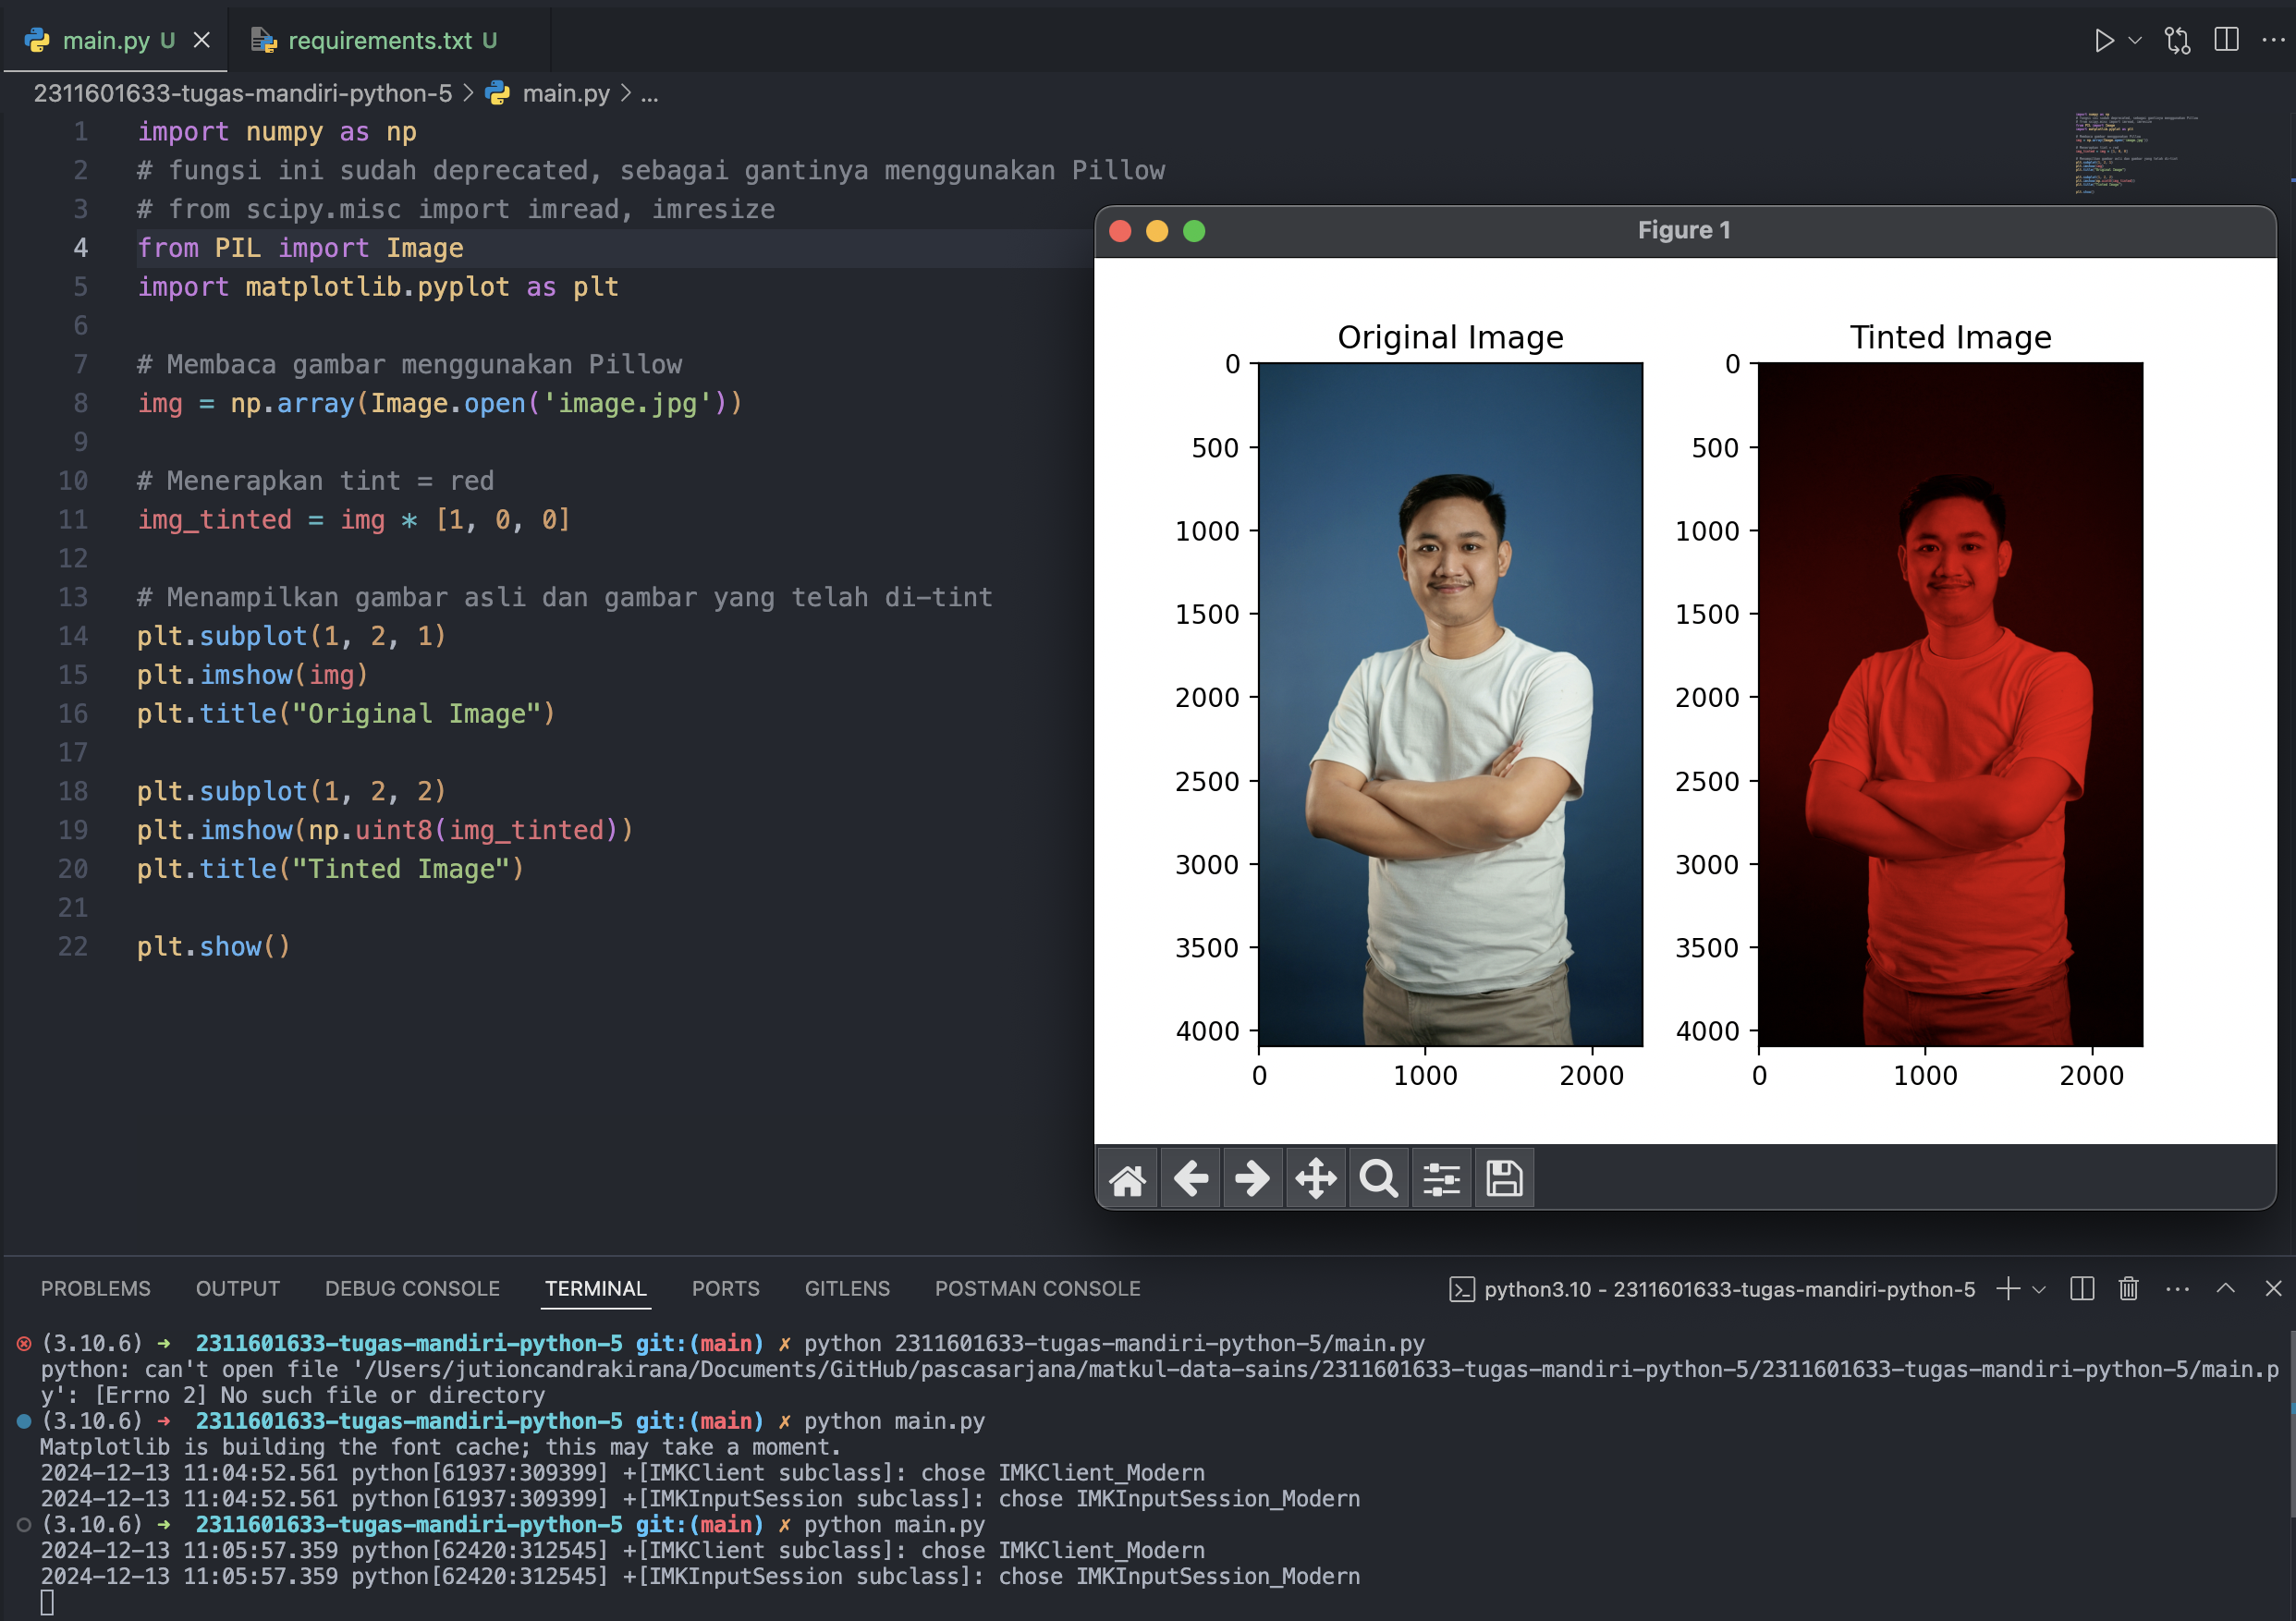 main.py U
requirements.txt U
2311601633-tugas-mandiri-python-5 > main.py > ...
1 import numpy as np
2 # fungsi ini sudah deprecated, sebagai gantinya menggunakan Pillow
3 # from scipy.misc import imread, imresize
4 from PIL import Image
5 import matplotlib.pyplot as plt
6
7 # Membaca gambar menggunakan Pillow
8 img = np.array(Image.open('image.jpg'))
9
10 # Menerapkan tint = red
11 img_tinted = img * [1, 0, 0]
12
13 # Menampilkan gambar asli dan gambar yang telah di-tint
14 plt.subplot(1, 2, 1)
15 plt.imshow(img)
16 plt.title("Original Image")
17
18 plt.subplot(1, 2, 2)
19 plt.imshow(np.uint8(img_tinted))
20 plt.title("Tinted Image")
21
22 plt.show()
Figure 1
Original Image
0
500
1000
1500
2000
2500
3000
3500
4000
0 1000 2000
Tinted Image
0
500
1000
1500
2000
2500
3000
3500
4000
0 1000 2000
PROBLEMS OUTPUT DEBUG CONSOLE TERMINAL PORTS GITLENS POSTMAN CONSOLE
python3.10 - 2311601633-tugas-mandiri-python-5
(3.10.6) ➜ 2311601633-tugas-mandiri-python-5 git:(main) ✗ python 2311601633-tugas-mandiri-python-5/main.py
python: can't open file '/Users/jutioncandrakirana/Documents/GitHub/pascasarjana/matkul-data-sains/2311601633-tugas-mandiri-python-5/2311601633-tugas-mandiri-python-5/main.p
y': [Errno 2] No such file or directory
(3.10.6) ➜ 2311601633-tugas-mandiri-python-5 git:(main) ✗ python main.py
Matplotlib is building the font cache; this may take a moment.
2024-12-13 11:04:52.561 python[61937:309399] +[IMKClient subclass]: chose IMKClient_Modern
2024-12-13 11:04:52.561 python[61937:309399] +[IMKInputSession subclass]: chose IMKInputSession_Modern
(3.10.6) ➜ 2311601633-tugas-mandiri-python-5 git:(main) ✗ python main.py
2024-12-13 11:05:57.359 python[62420:312545] +[IMKClient subclass]: chose IMKClient_Modern
2024-12-13 11:05:57.359 python[62420:312545] +[IMKInputSession subclass]: chose IMKInputSession_Modern